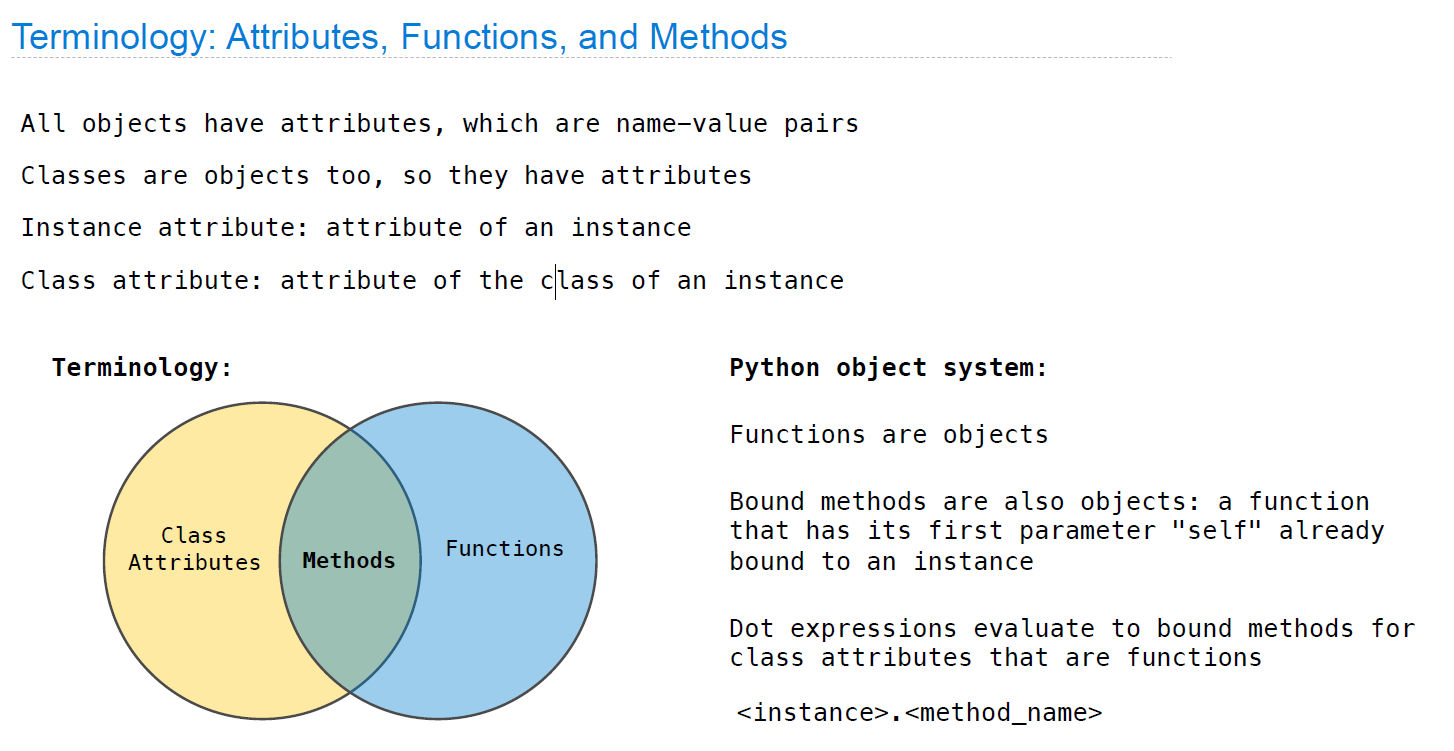 Terminology: Attributes, Functions, and Methods
All objects have attributes, which are name-value pairs
Classes are objects too, so they have attributes
Instance attribute: attribute of an instance
Class attribute: attribute of the class of an instance
Terminology:
Class
Attributes
Methods
Functions
Python object system:
Functions are objects
Bound methods are also objects: a function
that has its first parameter "self" already
bound to an instance
Dot expressions evaluate to bound methods for
class attributes that are functions
<instance>.<method_name>